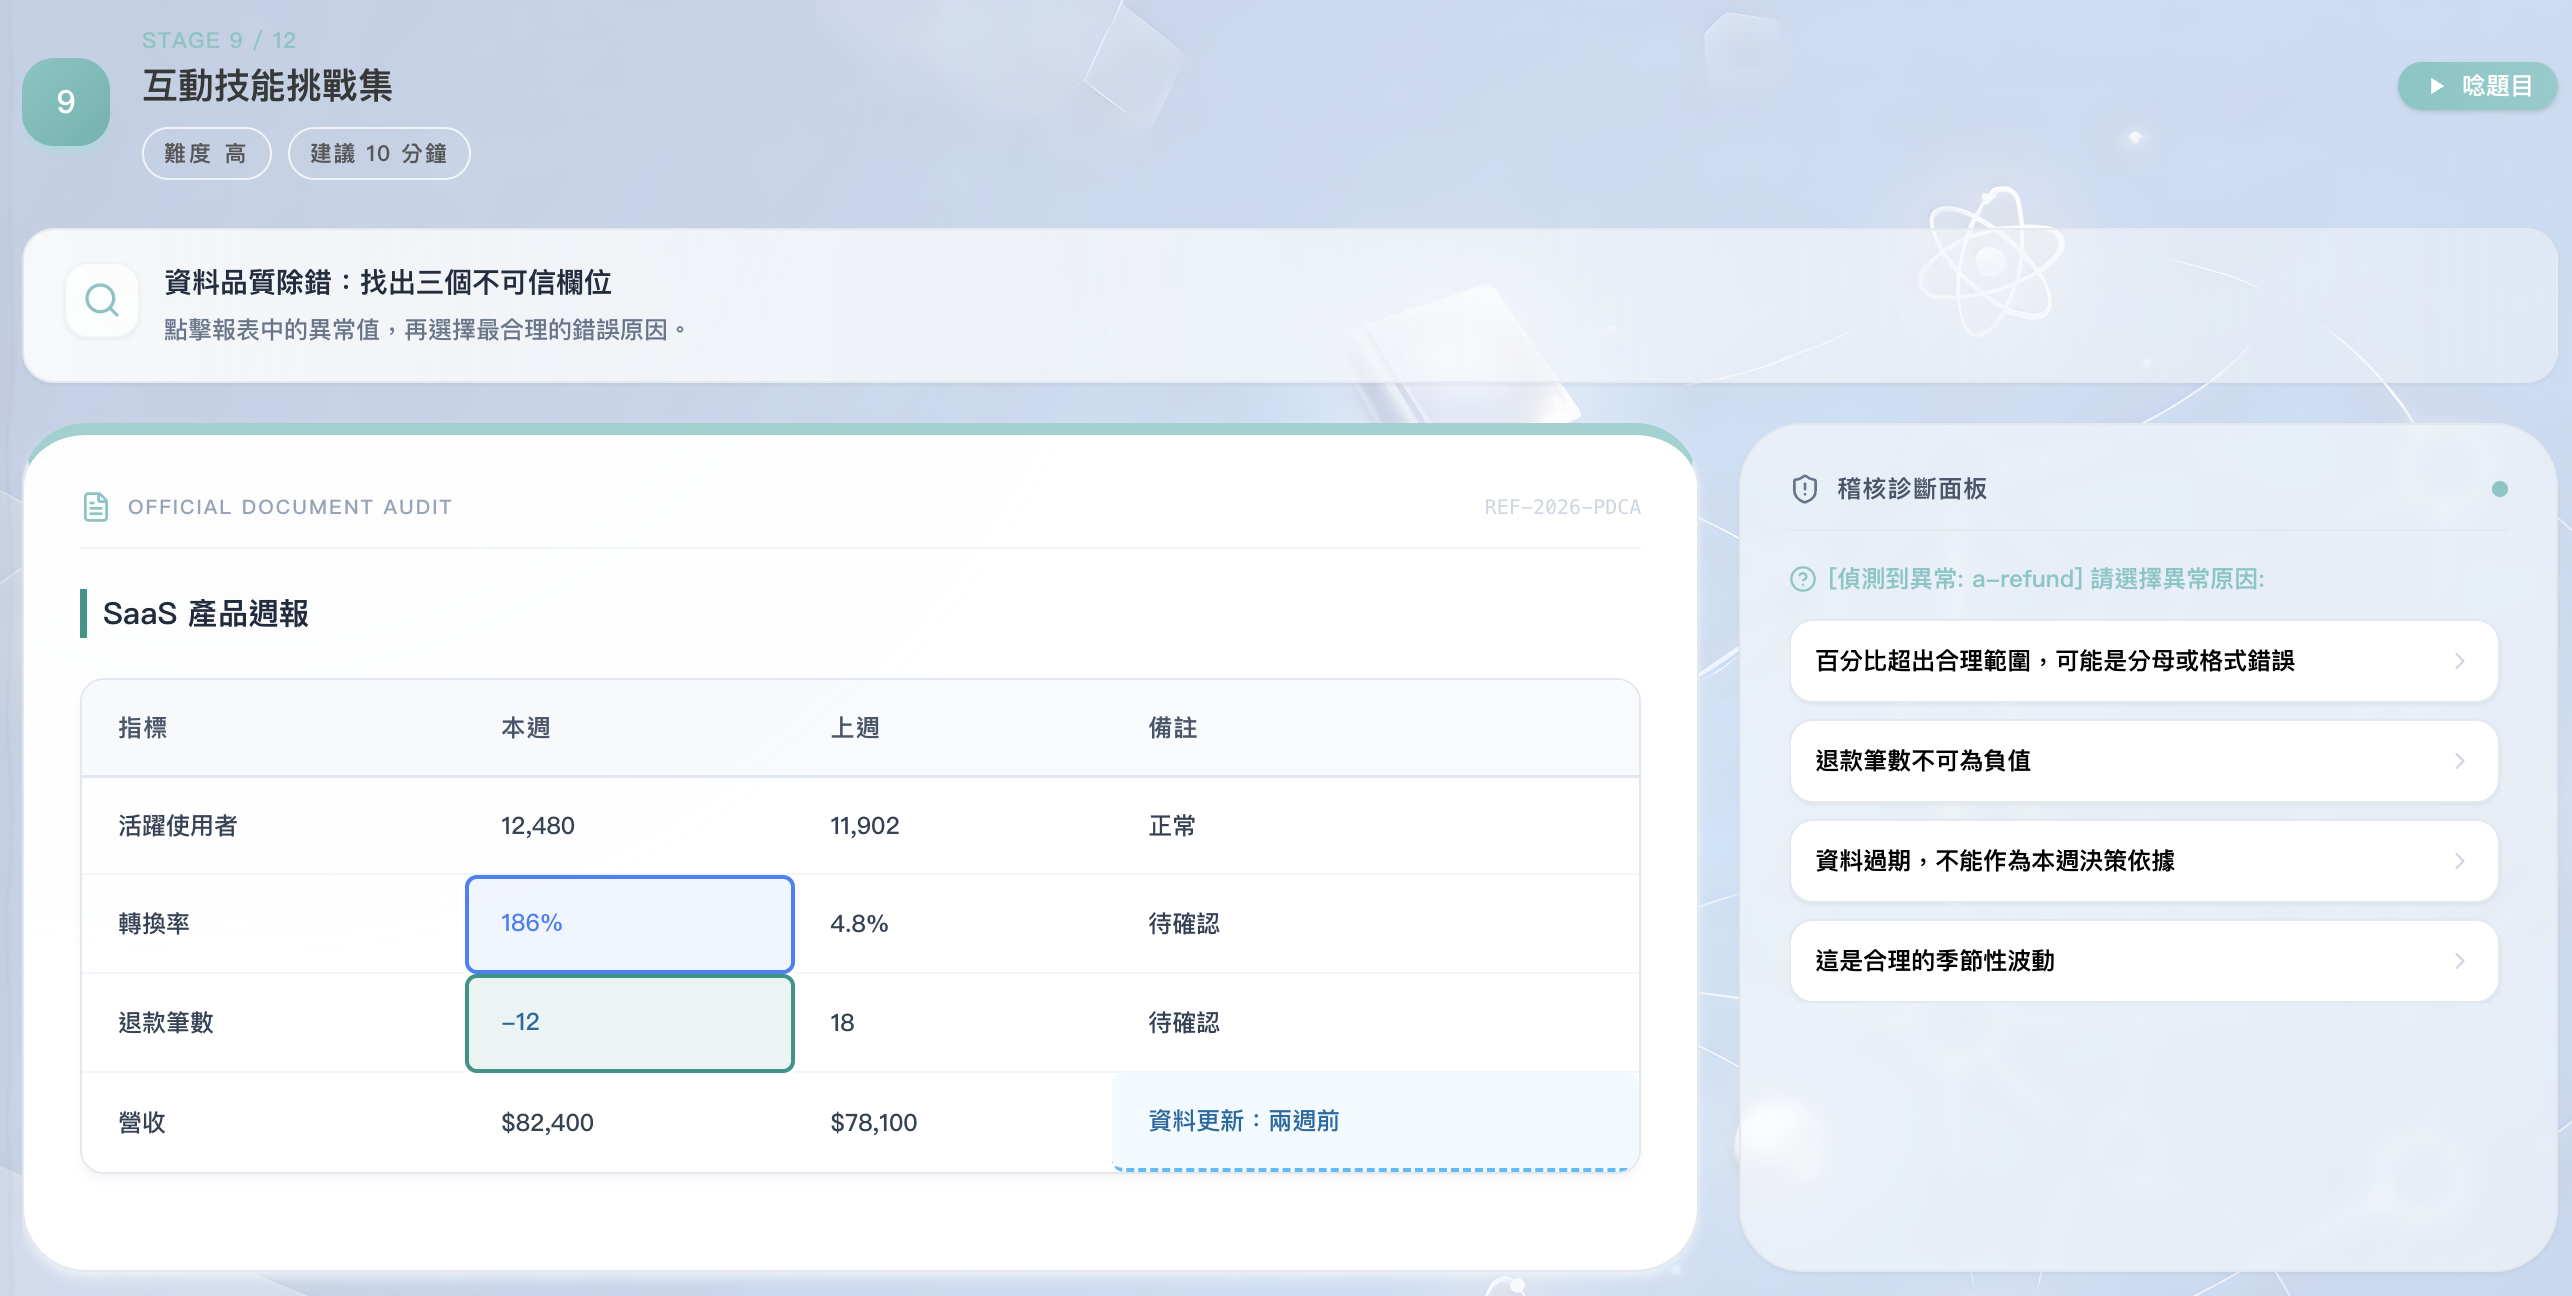 STAGE 9 / 12
9
互動技能挑戰集
難度 高
建議 10 分鐘
唸題目
資料品質除錯：找出三個不可信欄位
點擊報表中的異常值，再選擇最合理的錯誤原因。
OFFICIAL DOCUMENT AUDIT
REF-2026-PDCA
SaaS 產品週報
指標 本週 上週 備註
活躍使用者 12,480 11,902 正常
轉換率 186% 4.8% 待確認
退款筆數 -12 18 待確認
營收 $82,400 $78,100 資料更新：兩週前
稽核診斷面板
[偵測到異常: a-refund] 請選擇異常原因:
百分比超出合理範圍，可能是分母或格式錯誤
退款筆數不可為負值
資料過期，不能作為本週決策依據
這是合理的季節性波動